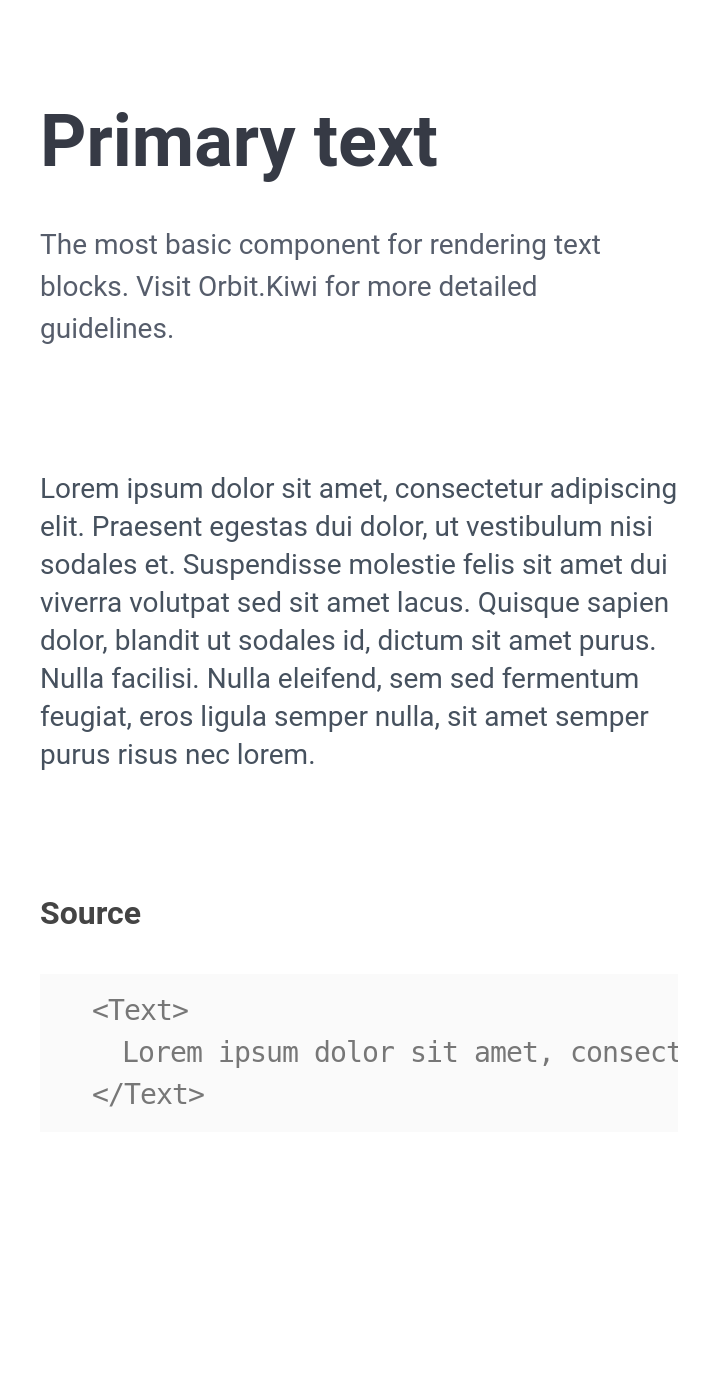 Primary text
The most basic component for rendering text
blocks. Visit Orbit.Kiwi for more detailed
guidelines.
Lorem ipsum dolor sit amet, consectetur adipiscing
elit. Praesent egestas dui dolor, ut vestibulum nisi
sodales et. Suspendisse molestie felis sit amet dui
viverra volutpat sed sit amet lacus. Quisque sapien
dolor, blandit ut sodales id, dictum sit amet purus.
Nulla facilisi. Nulla eleifend, sem sed fermentum
feugiat, eros ligula semper nulla, sit amet semper
purus risus nec lorem.
Source
<Text>
Lorem ipsum dolor sit amet, consect
</Text>